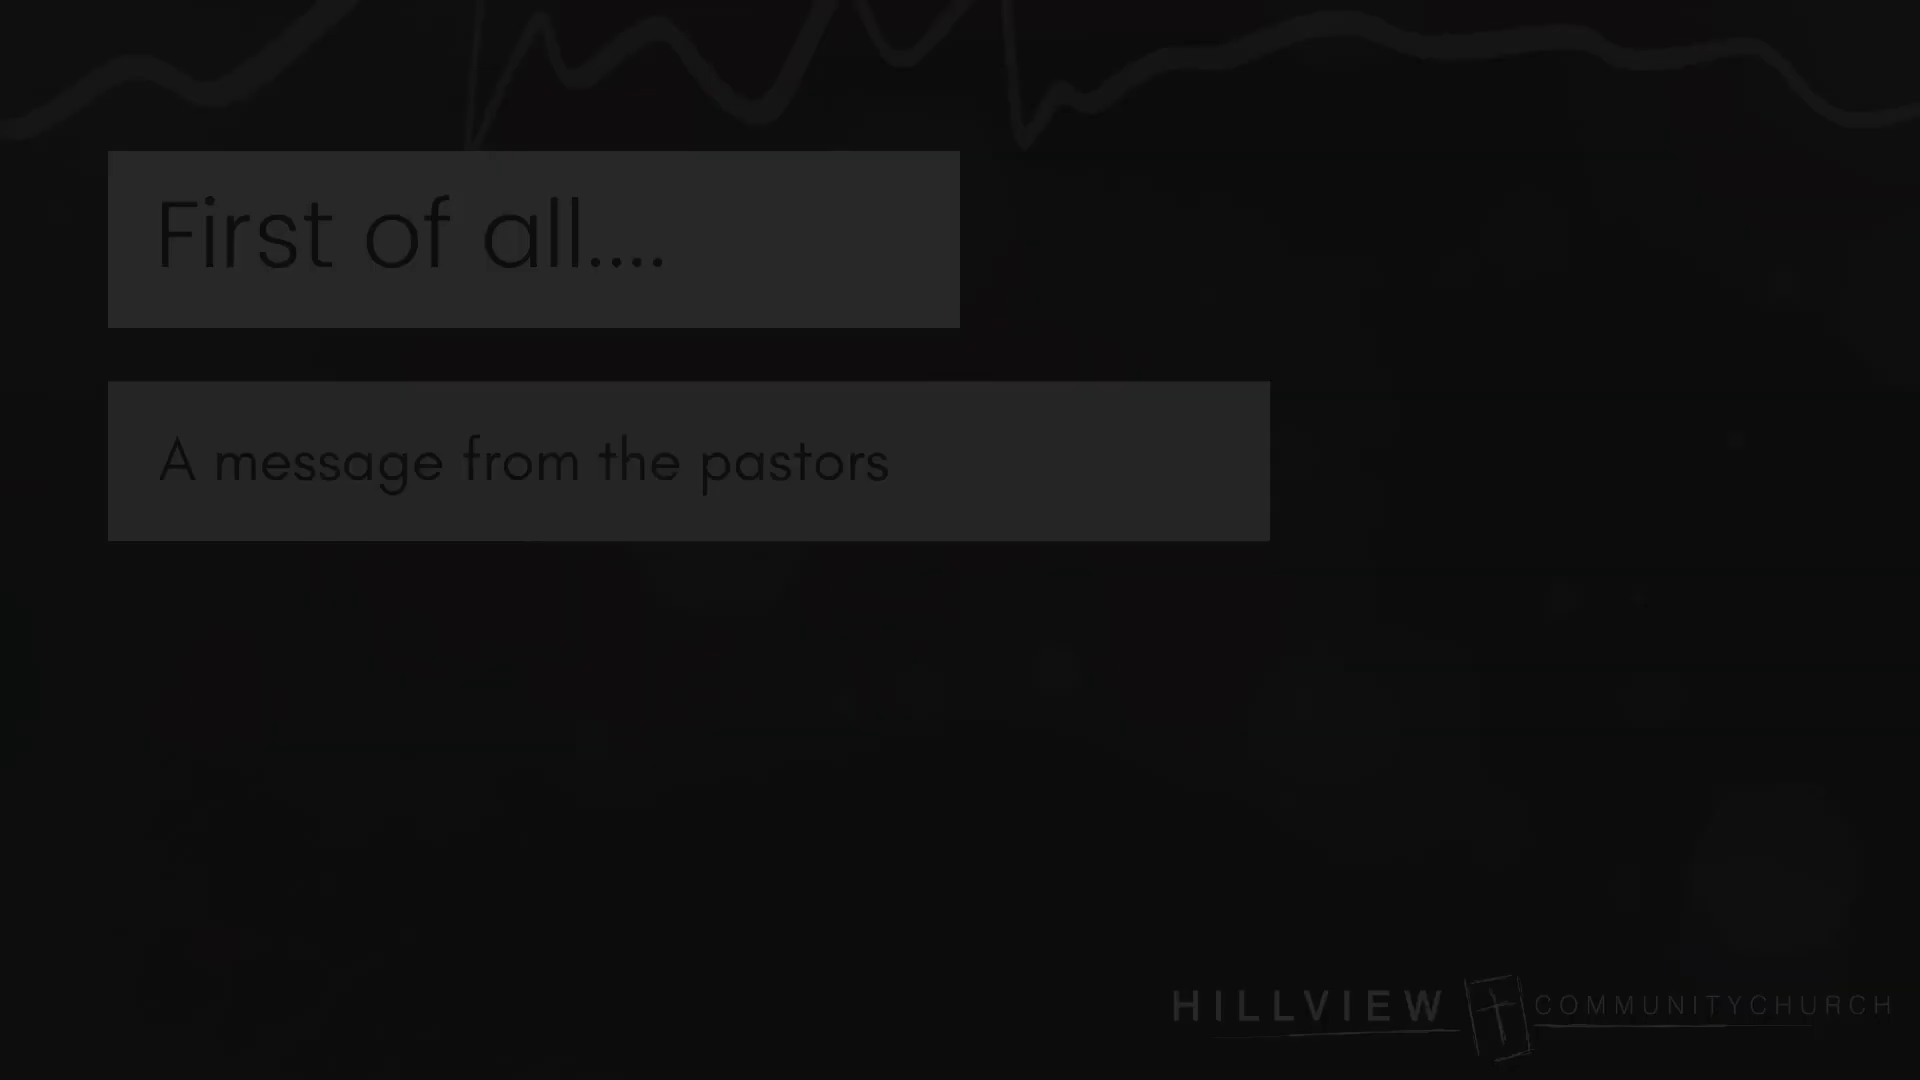 First of all....
A message from the pastors
HILLVIEW COMMUNITYCHURCH